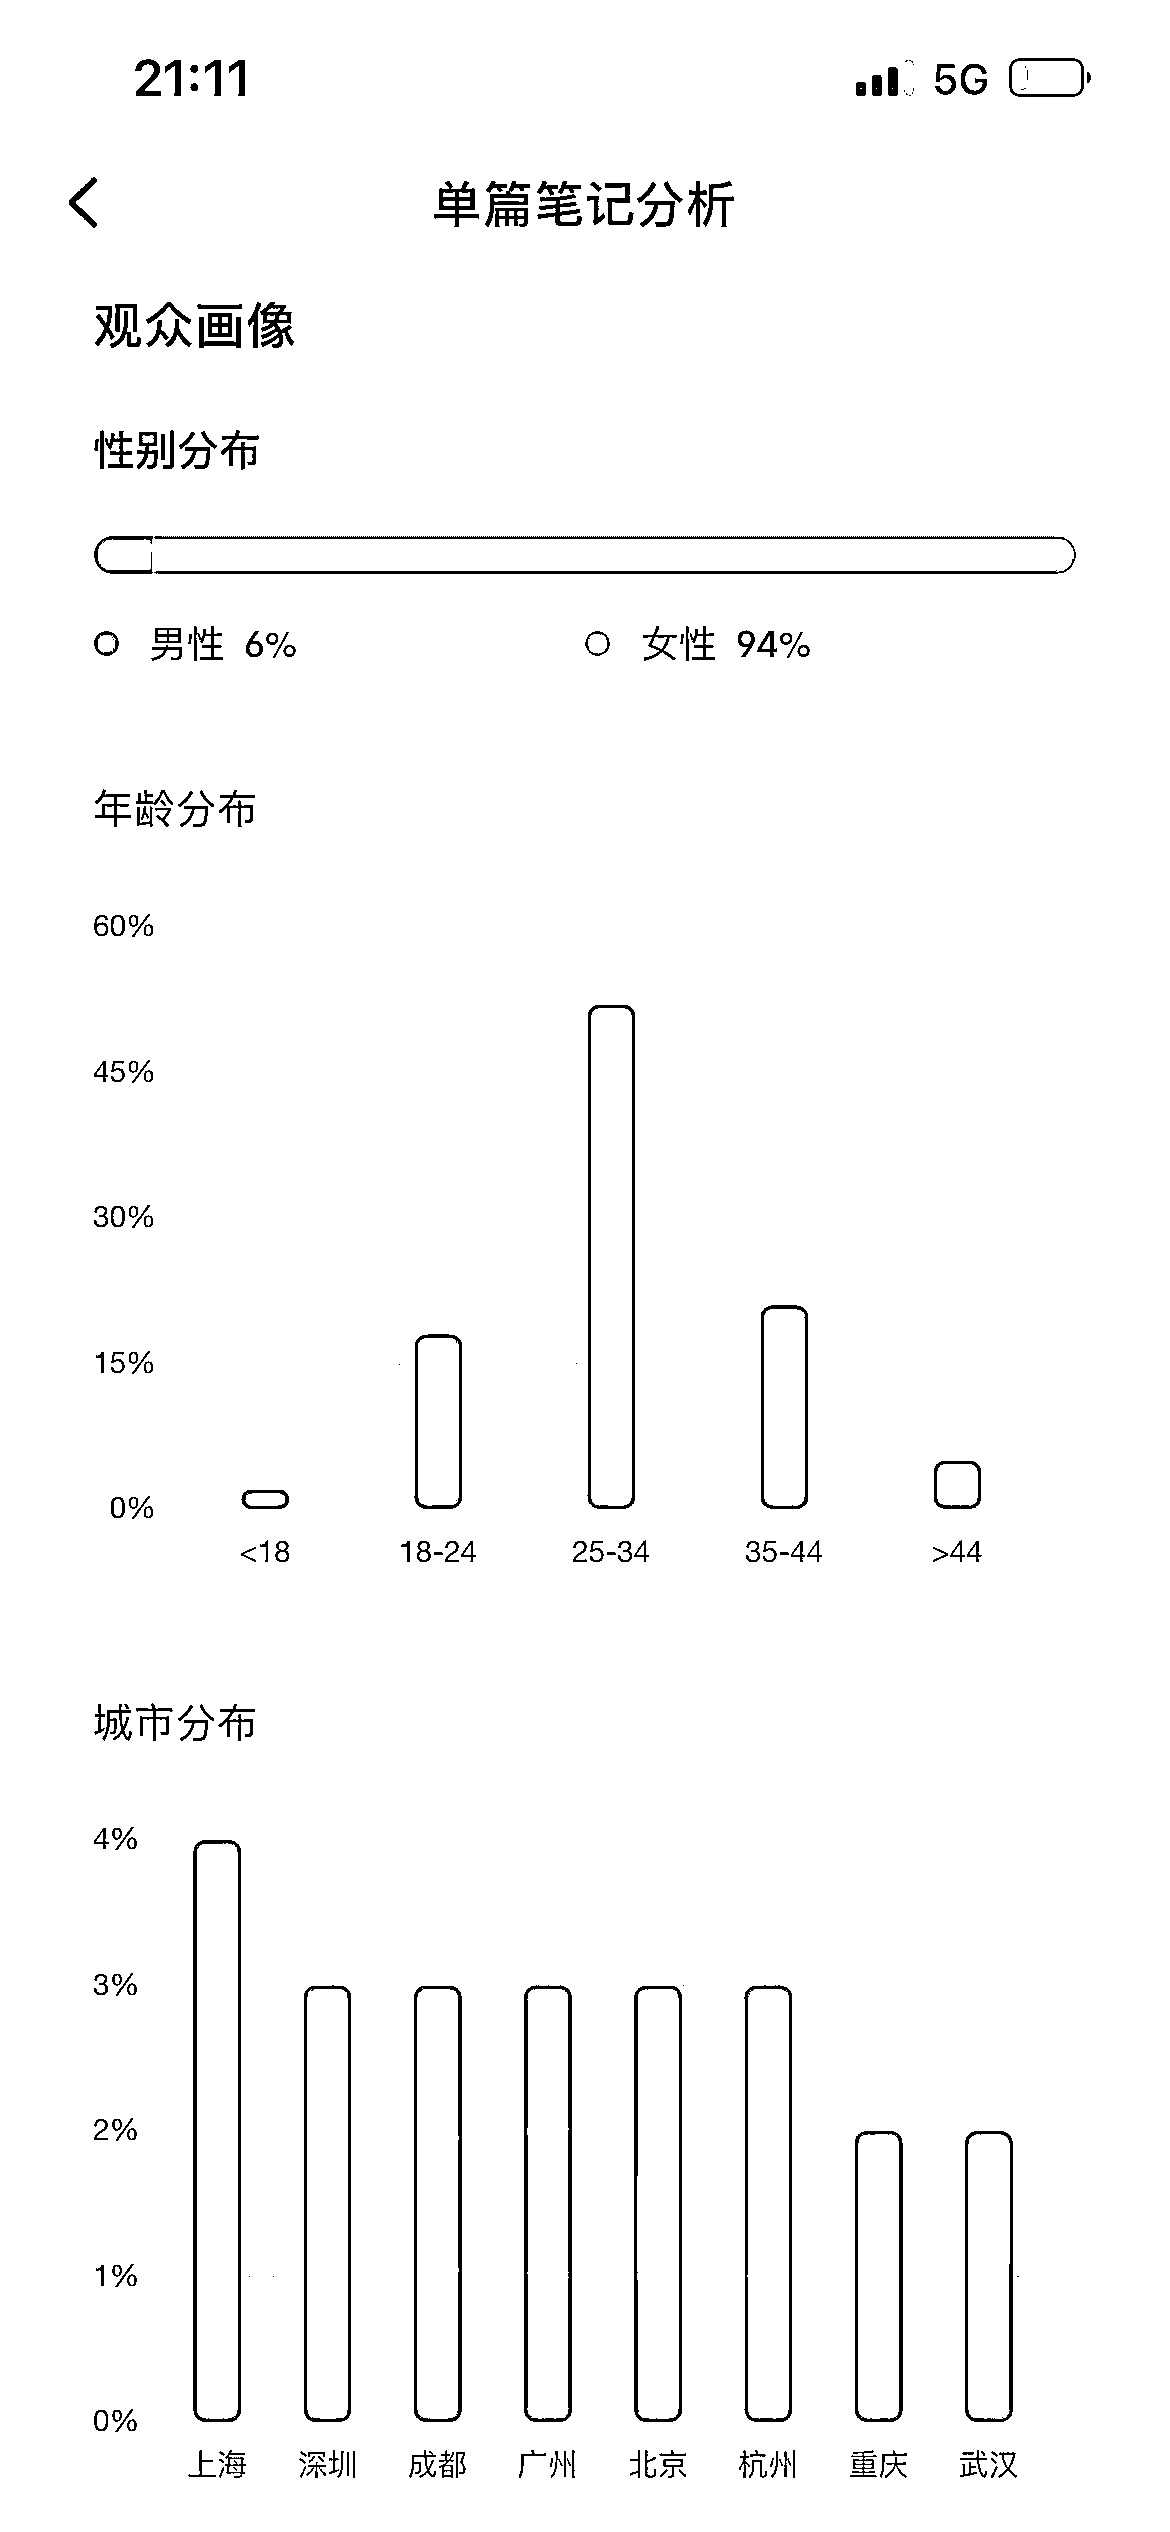 21:11 5G
单篇笔记分析
观众画像
性别分布
男性 6% 女性 94%
年龄分布
60%
45%
30%
15%
0%
<18 18-24 25-34 35-44 >44
城市分布
4%
3%
2%
1%
0%
上海 深圳 成都 广州 北京 杭州 重庆 武汉